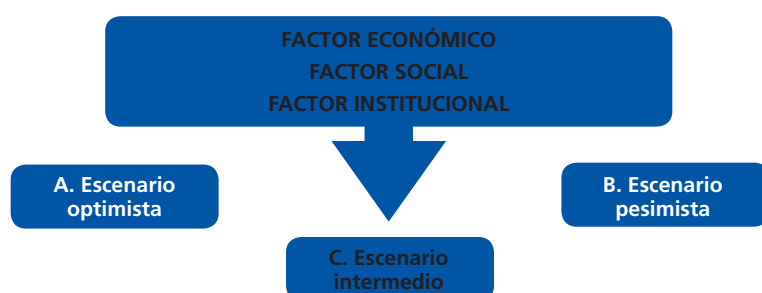 FACTOR ECONÓMICO
FACTOR SOCIAL
FACTOR INSTITUCIONAL
A. Escenario
optimista
B. Escenario
pesimista
C. Escenario
intermedio